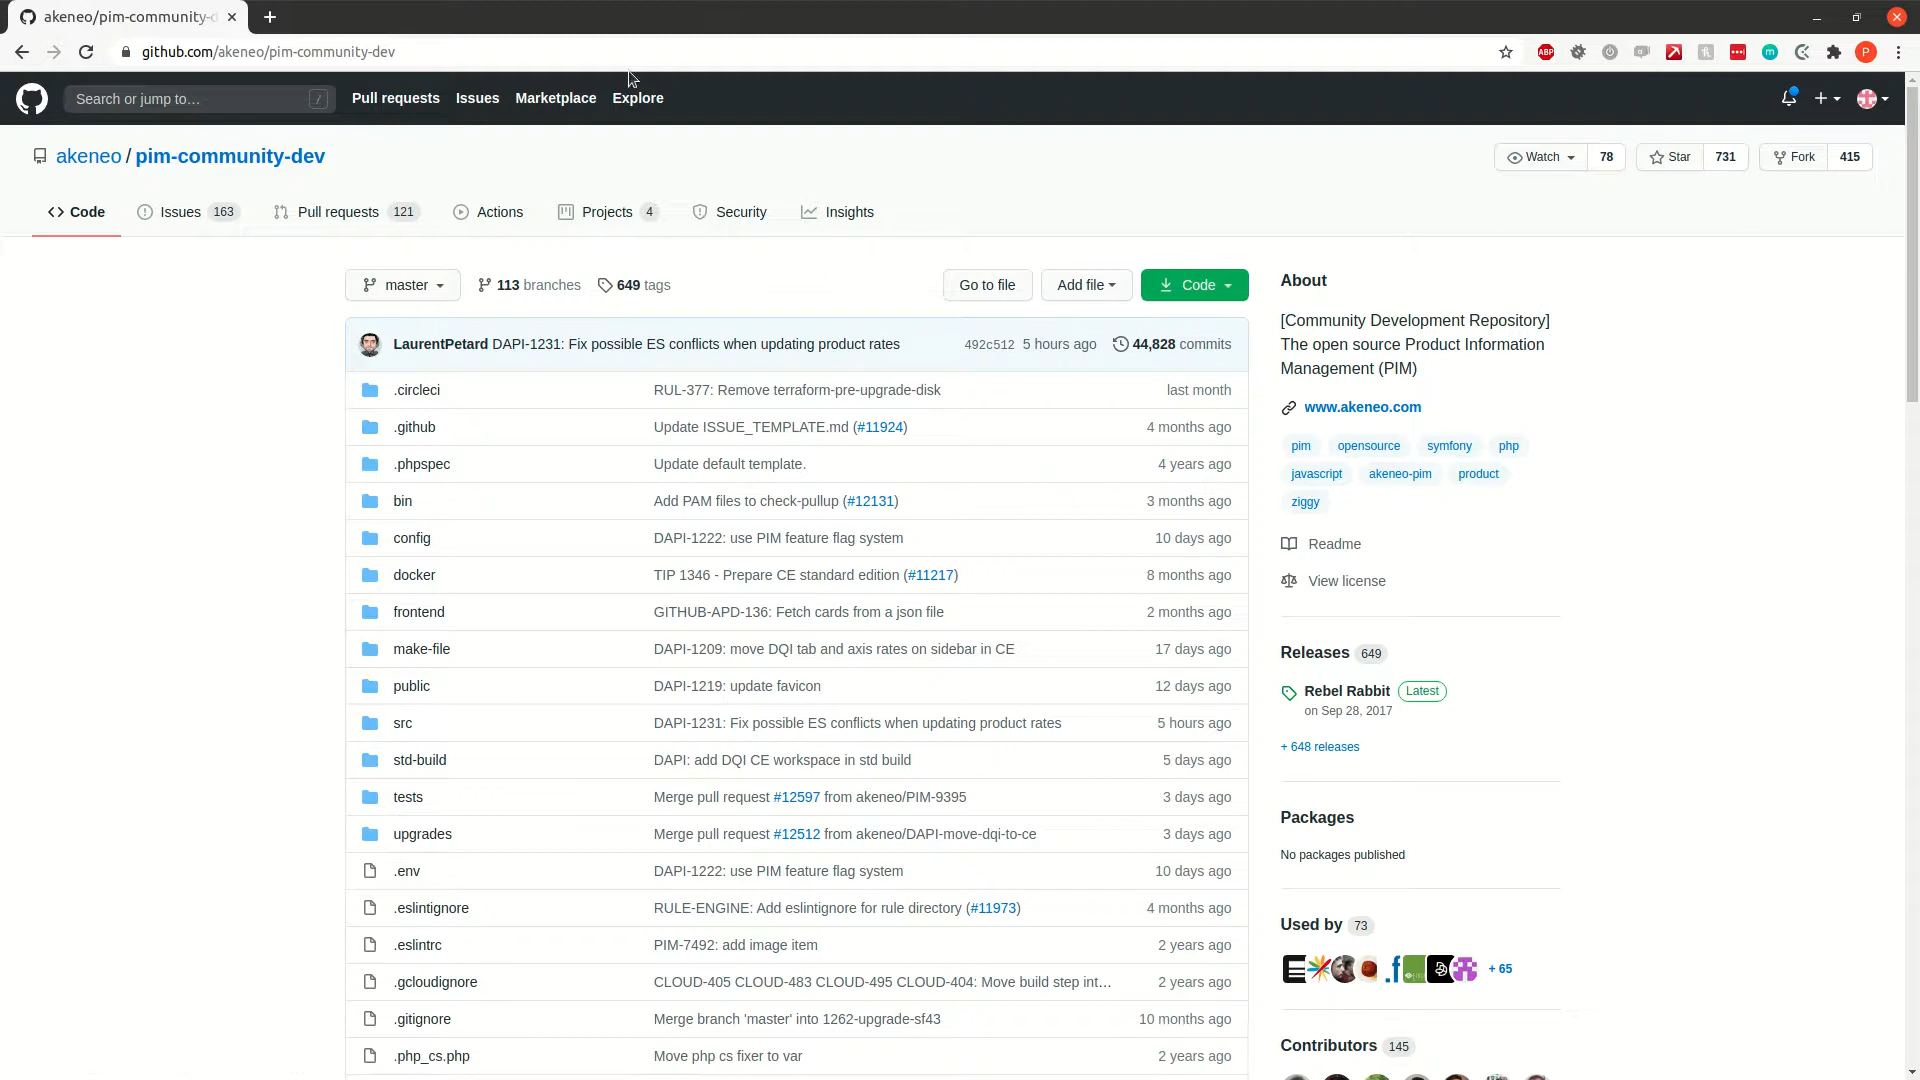 akeneo/pim-community-d
github.com/akeneo/pim-community-dev
ABP
P
Search or jump to…
/
Pull requests
Issues
Marketplace
Explore
akeneo / pim-community-dev
Watch 78
Star 731
Fork 415
Code
Issues 163
Pull requests 121
Actions
Projects 4
Security
Insights
master
113 branches
649 tags
Go to file
Add file
Code
LaurentPetard DAPI-1231: Fix possible ES conflicts when updating product rates 492c512 5 hours ago 44,828 commits
.circleci RUL-377: Remove terraform-pre-upgrade-disk last month
.github Update ISSUE_TEMPLATE.md (#11924) 4 months ago
.phpspec Update default template. 4 years ago
bin Add PAM files to check-pullup (#12131) 3 months ago
config DAPI-1222: use PIM feature flag system 10 days ago
docker TIP 1346 - Prepare CE standard edition (#11217) 8 months ago
frontend GITHUB-APD-136: Fetch cards from a json file 2 months ago
make-file DAPI-1209: move DQI tab and axis rates on sidebar in CE 17 days ago
public DAPI-1219: update favicon 12 days ago
src DAPI-1231: Fix possible ES conflicts when updating product rates 5 hours ago
std-build DAPI: add DQI CE workspace in std build 5 days ago
tests Merge pull request #12597 from akeneo/PIM-9395 3 days ago
upgrades Merge pull request #12512 from akeneo/DAPI-move-dqi-to-ce 3 days ago
.env DAPI-1222: use PIM feature flag system 10 days ago
.eslintignore RULE-ENGINE: Add eslintignore for rule directory (#11973) 4 months ago
.eslintrc PIM-7492: add image item 2 years ago
.gcloudignore CLOUD-405 CLOUD-483 CLOUD-495 CLOUD-404: Move build step int… 2 years ago
.gitignore Merge branch 'master' into 1262-upgrade-sf43 10 months ago
.php_cs.php Move php cs fixer to var 2 years ago
About
[Community Development Repository]
The open source Product Information
Management (PIM)
www.akeneo.com
pim opensource symfony php
javascript akeneo-pim product
ziggy
Readme
View license
Releases 649
Rebel Rabbit Latest
on Sep 28, 2017
+ 648 releases
Packages
No packages published
Used by 73
+ 65
Contributors 145